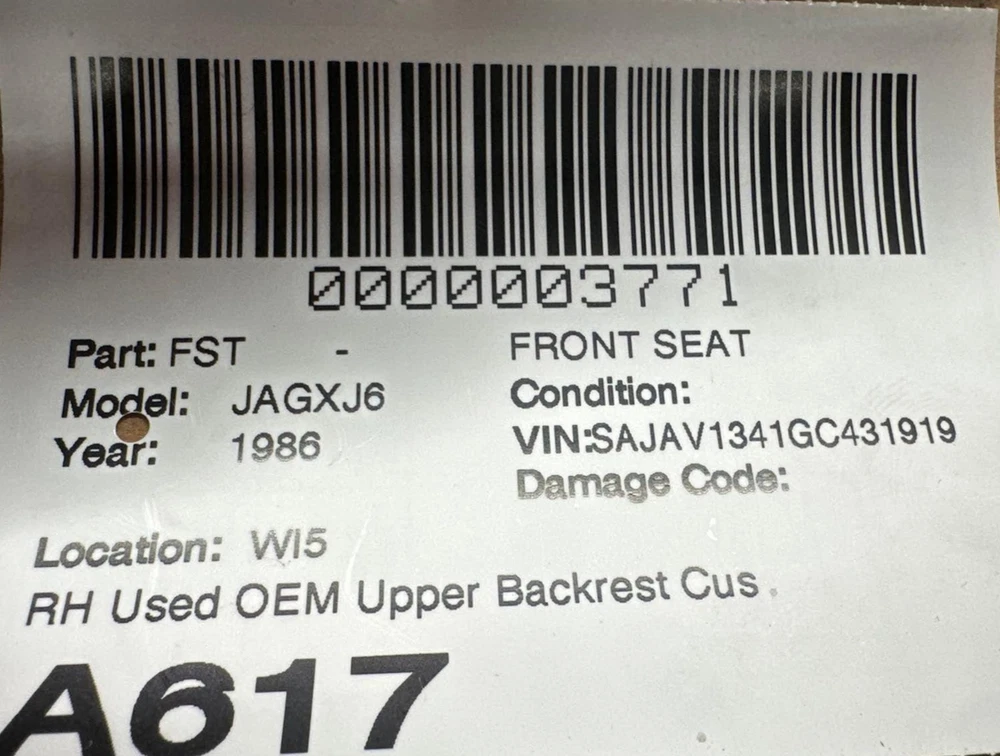 0000003771
Part: FST - FRONT SEAT
Model: JAGXJ6 Condition:
Year: 1986 VIN:SAJAV1341GC431919
Damage Code:
Location: WI5
RH Used OEM Upper Backrest Cus .
A617